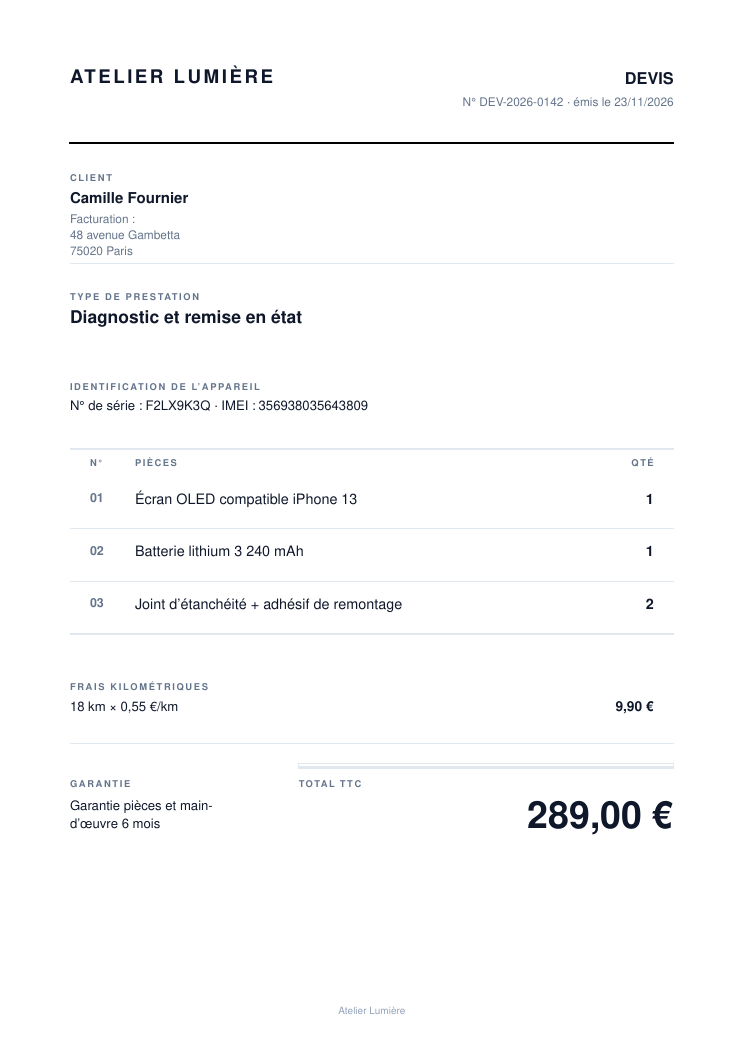 ATELIER LUMIÈRE
DEVIS
N° DEV-2026-0142 · émis le 23/11/2026
CLIENT
Camille Fournier
Facturation :
48 avenue Gambetta
75020 Paris
TYPE DE PRESTATION
Diagnostic et remise en état
IDENTIFICATION DE L’APPAREIL
N° de série : F2LX9K3Q · IMEI : 356938035643809
N° PIÈCES QTÉ
01 Écran OLED compatible iPhone 13 1
02 Batterie lithium 3 240 mAh 1
03 Joint d’étanchéité + adhésif de remontage 2
FRAIS KILOMÉTRIQUES
18 km × 0,55 €/km 9,90 €
GARANTIE
Garantie pièces et main-
d’œuvre 6 mois
TOTAL TTC
289,00 €
Atelier Lumière